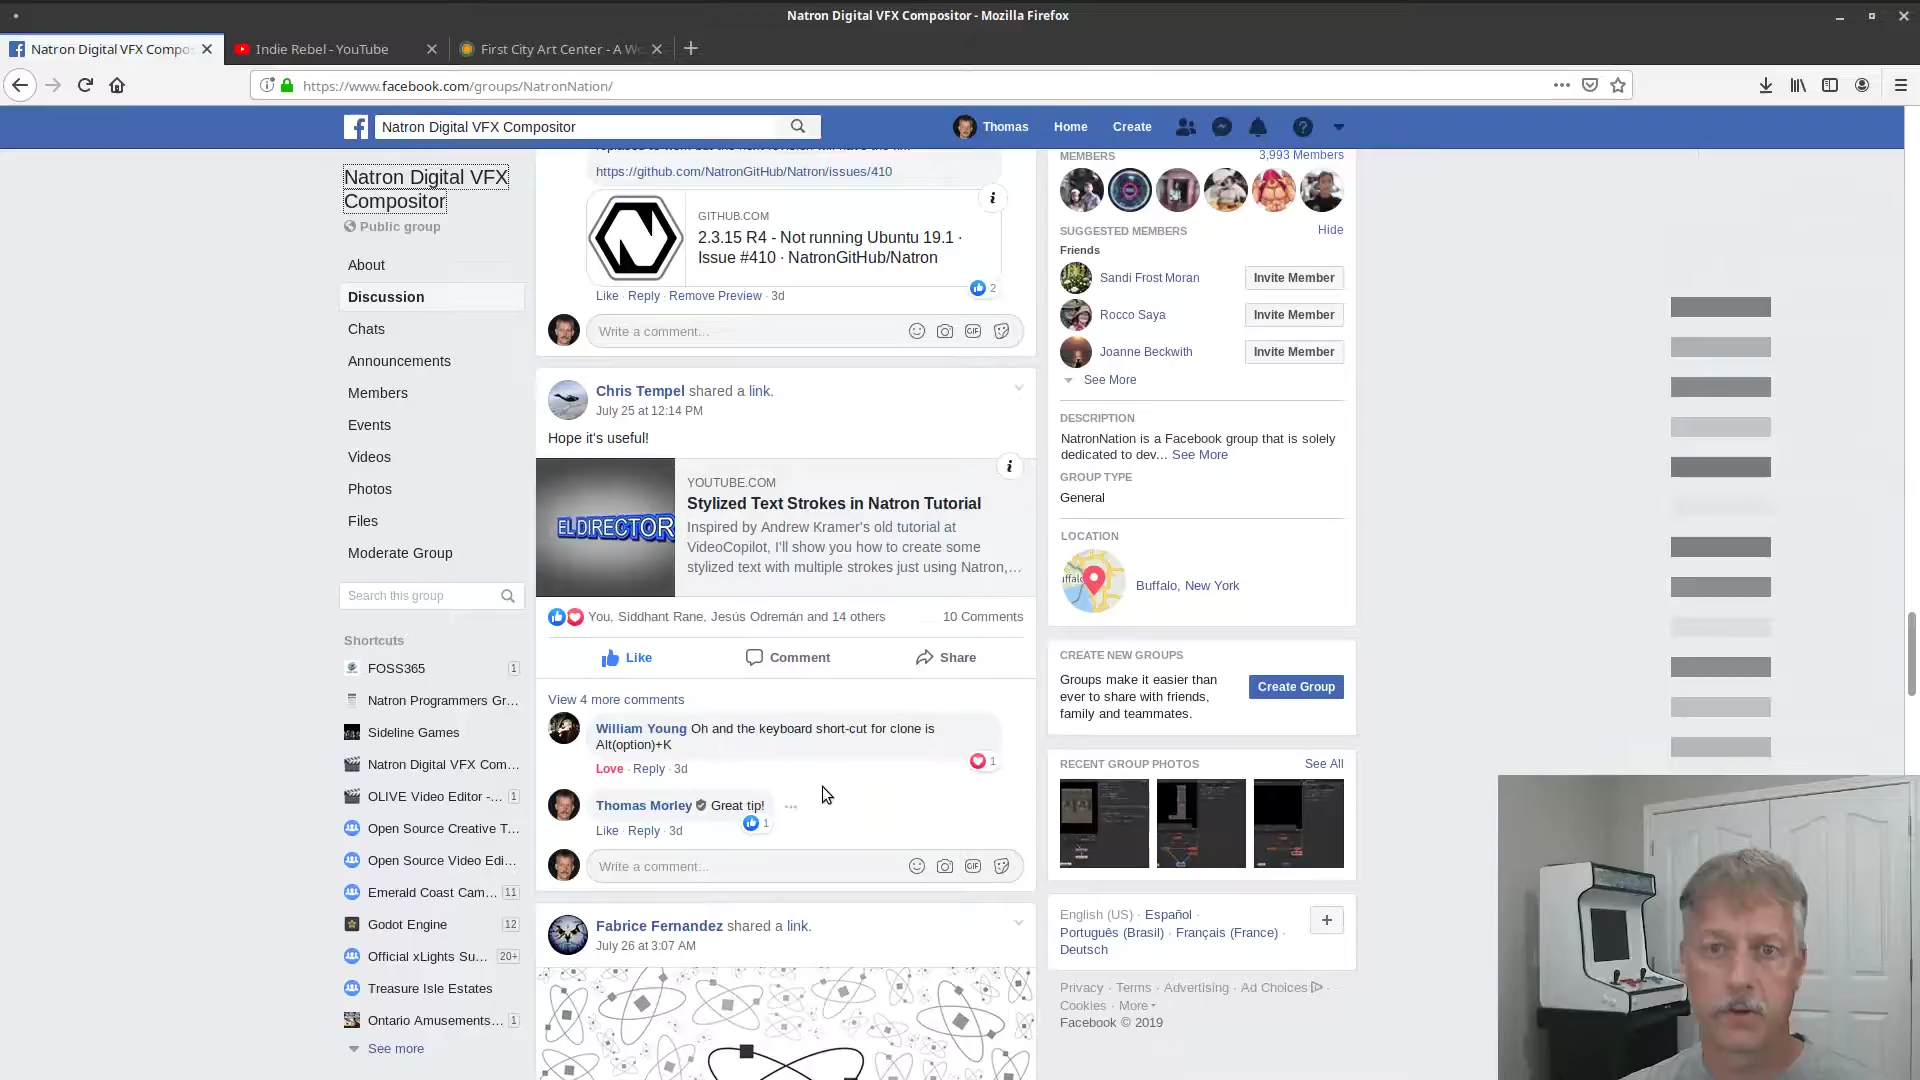 Natron Digital VFX Compositor - Mozilla Firefox
Natron Digital VFX Compo
Indie Rebel - YouTube
First City Art Center - A Wo
https://www.facebook.com/groups/NatronNation/
Natron Digital VFX Compositor
Thomas
Home
Create
Natron Digital VFX
Compositor
Public group
About
Discussion
Chats
Announcements
Members
Events
Videos
Photos
Files
Moderate Group
Search this group
Shortcuts
FOSS365
1
Natron Programmers Gr...
Sideline Games
Natron Digital VFX Com...
OLIVE Video Editor -...
1
Open Source Creative T...
Open Source Video Edi...
Emerald Coast Cam...
11
Godot Engine
12
Official xLights Su...
20+
Treasure Isle Estates
Ontario Amusements...
1
See more
https://github.com/NatronGitHub/Natron/issues/410
GITHUB.COM
2.3.15 R4 - Not running Ubuntu 19.1 ·
Issue #410 · NatronGitHub/Natron
2
Like · Reply · Remove Preview · 3d
Write a comment...
GIF
Chris Tempel shared a link.
July 25 at 12:14 PM
Hope it's useful!
ELDIRECTOR
YOUTUBE.COM
Stylized Text Strokes in Natron Tutorial
Inspired by Andrew Kramer's old tutorial at
VideoCopilot, I'll show you how to create some
stylized text with multiple strokes just using Natron,...
You, Siddhant Rane, Jesús Odremán and 14 others
10 Comments
Like
Comment
Share
View 4 more comments
William Young Oh and the keyboard short-cut for clone is
Alt(option)+K
1
Love · Reply · 3d
Thomas Morley Great tip!
1
Like · Reply · 3d
Write a comment...
GIF
Fabrice Fernandez shared a link.
July 26 at 3:07 AM
MEMBERS
3,993 Members
SUGGESTED MEMBERS
Hide
Friends
Sandi Frost Moran
Invite Member
Rocco Saya
Invite Member
Joanne Beckwith
Invite Member
See More
DESCRIPTION
NatronNation is a Facebook group that is solely
dedicated to dev... See More
GROUP TYPE
General
LOCATION
Buffalo, New York
CREATE NEW GROUPS
Groups make it easier than
ever to share with friends,
family and teammates.
Create Group
RECENT GROUP PHOTOS
See All
English (US) · Español ·
Português (Brasil) · Français (France) ·
Deutsch
Privacy · Terms · Advertising · Ad Choices ·
Cookies · More
Facebook © 2019